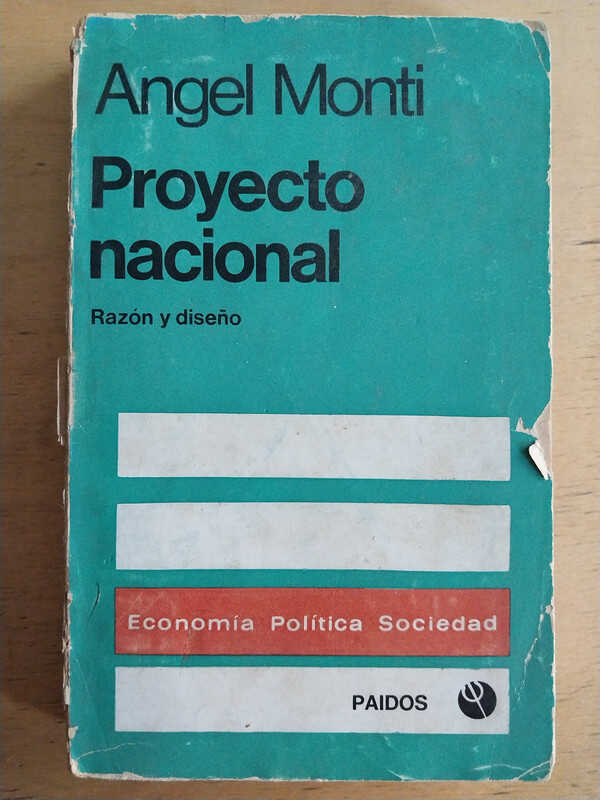 Angel Monti
Proyecto
nacional
Razón y diseño
Economía Política Sociedad
PAIDOS